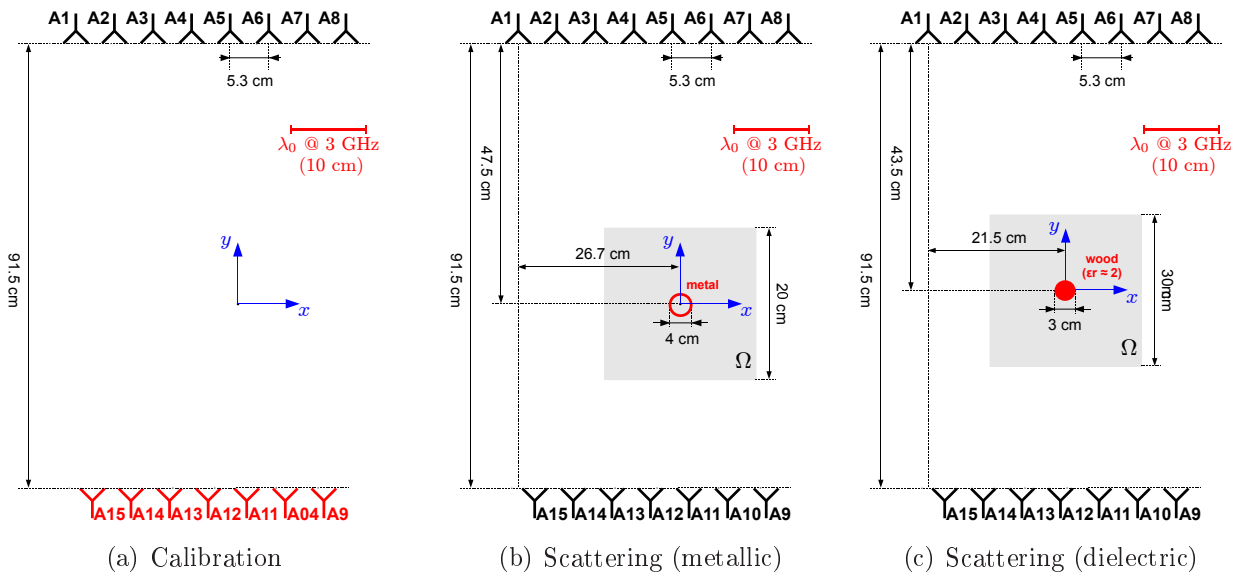 A1 A2 A3 A4 A5 A6 A7 A8
5.3 cm
λ0 @ 3 GHz
(10 cm)
91.5 cm
y
x
A15 A14 A13 A12 A11 A04 A9
(a) Calibration
A1 A2 A3 A4 A5 A6 A7 A8
5.3 cm
λ0 @ 3 GHz
(10 cm)
47.5 cm
91.5 cm
26.7 cm
y
metal
x
4 cm
20 cm
Ω
A15 A14 A13 A12 A11 A10 A9
(b) Scattering (metallic)
A1 A2 A3 A4 A5 A6 A7 A8
5.3 cm
λ0 @ 3 GHz
(10 cm)
43.5 cm
91.5 cm
21.5 cm
y
wood
(εr ≈ 2)
x
3 cm
Ω
A15 A14 A13 A12 A11 A10 A9
(c) Scattering (dielectric)